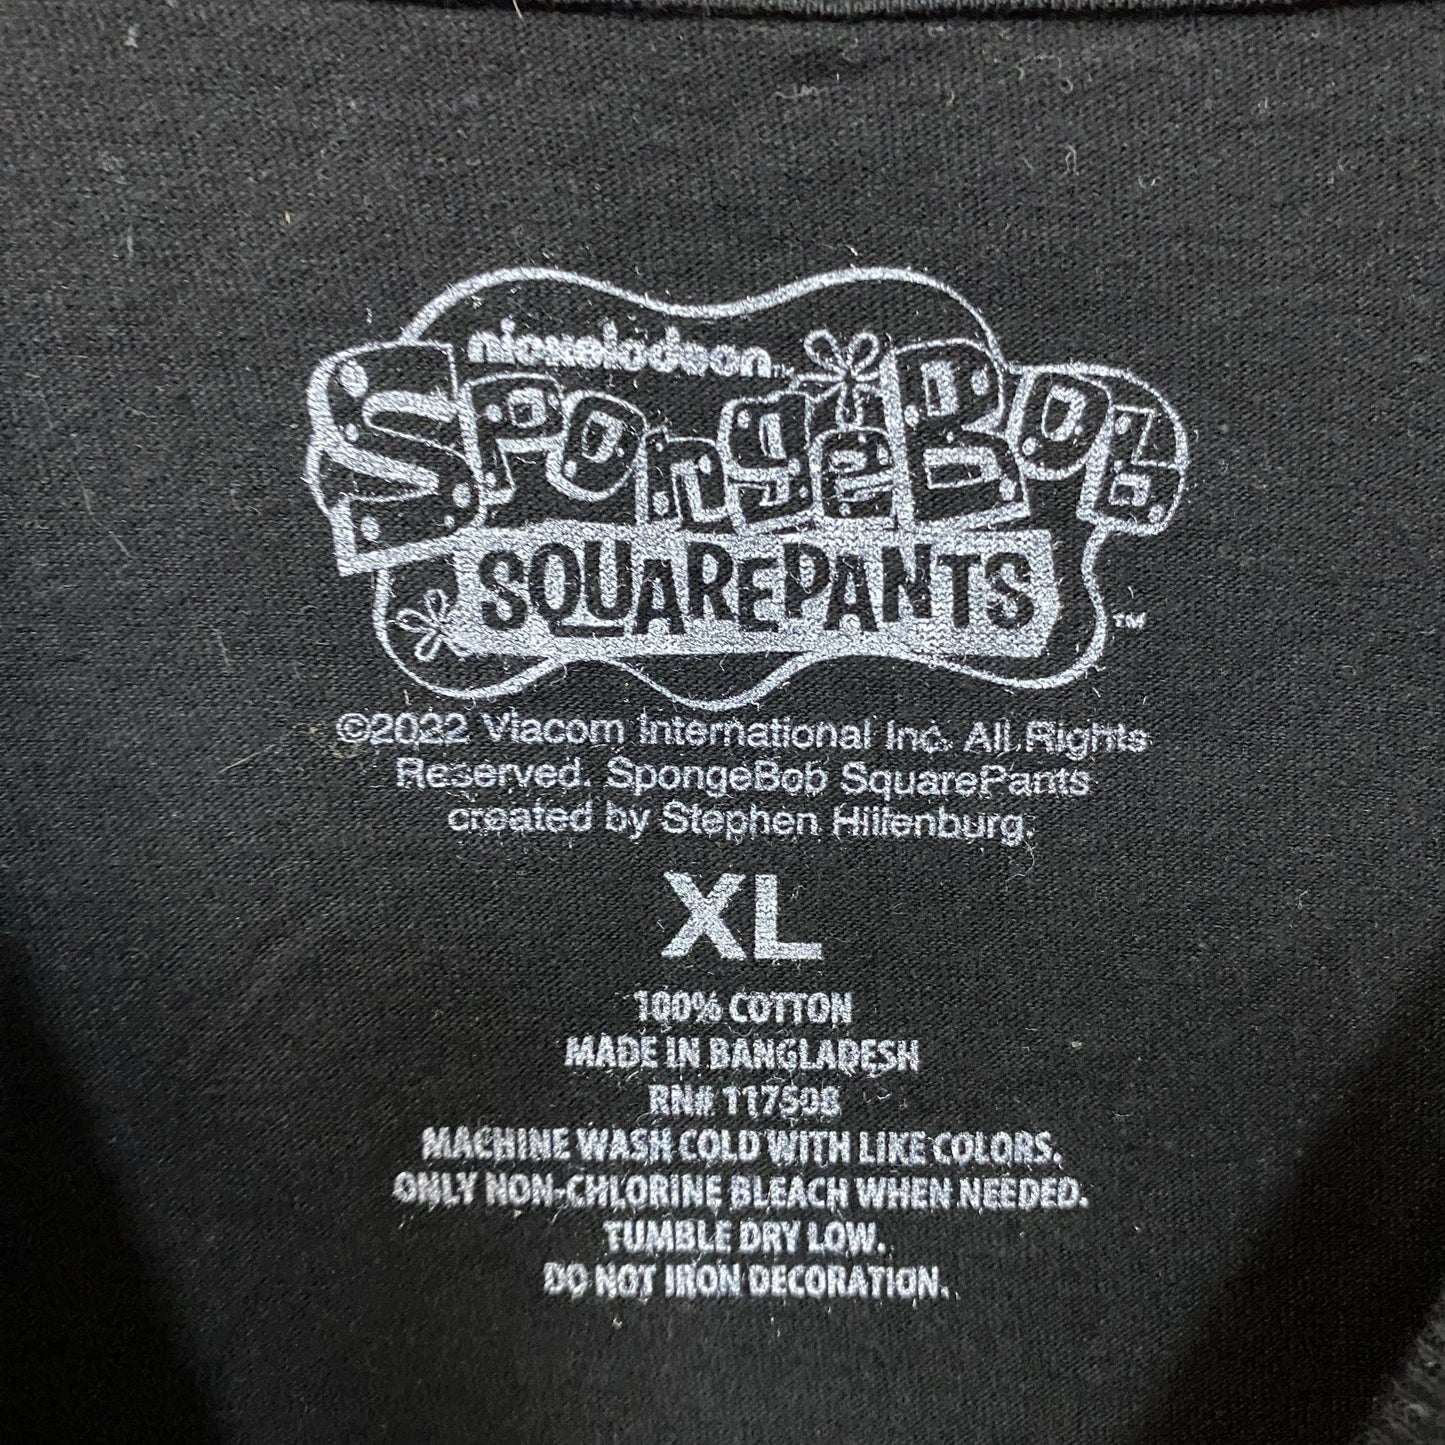 nickelodeon™
SpongeBob
SQUAREPANTS™
©2022 Viacom International Inc. All Rights
Reserved. SpongeBob SquarePants
created by Stephen Hillenburg.
XL
100% COTTON
MADE IN BANGLADESH
RN# 117508
MACHINE WASH COLD WITH LIKE COLORS.
ONLY NON-CHLORINE BLEACH WHEN NEEDED.
TUMBLE DRY LOW.
DO NOT IRON DECORATION.